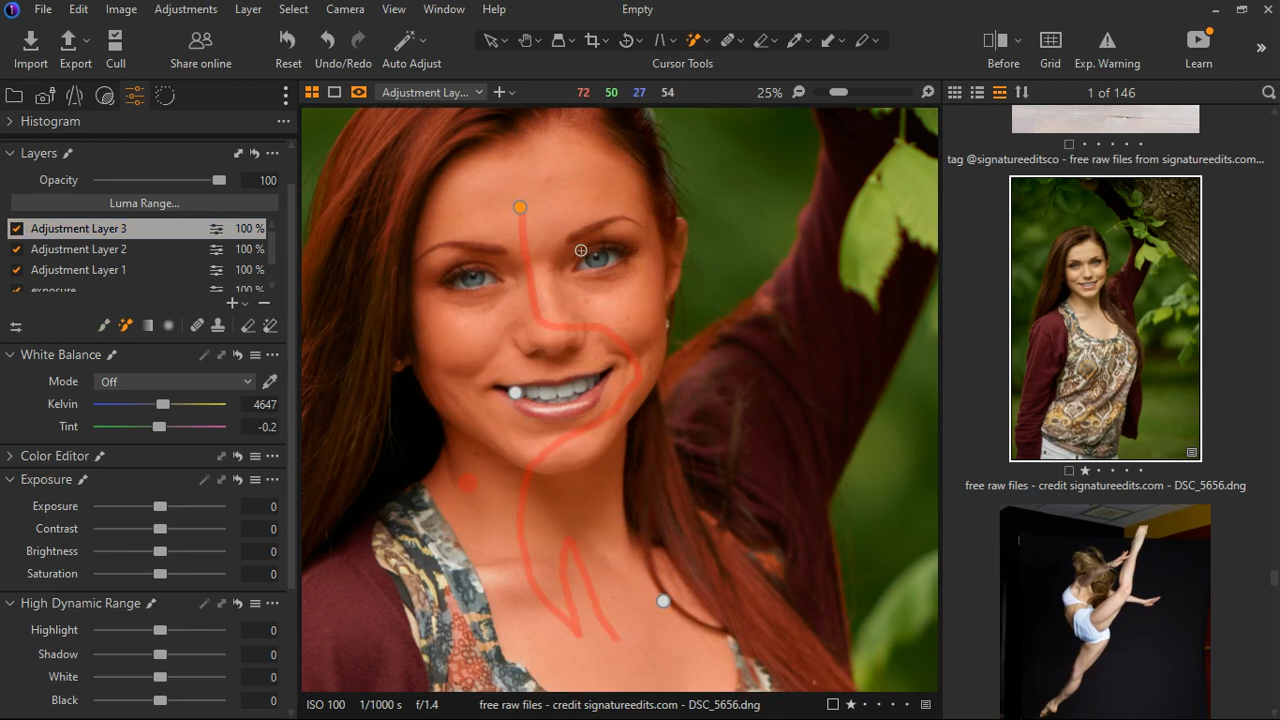 File Edit Image Adjustments Layer Select Camera View Window Help Empty
Import Export Cull Share online Reset Undo/Redo Auto Adjust Cursor Tools Before Grid Exp. Warning Learn
Adjustment Lay... 72 50 27 54 25% 1 of 146
Histogram
Layers
Opacity 100
Luma Range...
Adjustment Layer 3 100 %
Adjustment Layer 2 100 %
Adjustment Layer 1 100 %
exposure 100 %
White Balance
Mode Off
Kelvin 4647
Tint -0.2
Color Editor
Exposure
Exposure 0
Contrast 0
Brightness 0
Saturation 0
High Dynamic Range
Highlight 0
Shadow 0
White 0
Black 0
ISO 100 1/1000 s f/1.4 free raw files - credit signatureedits.com - DSC_5656.dng
tag @signatureeditsco - free raw files from signatureedits.com...
free raw files - credit signatureedits.com - DSC_5656.dng